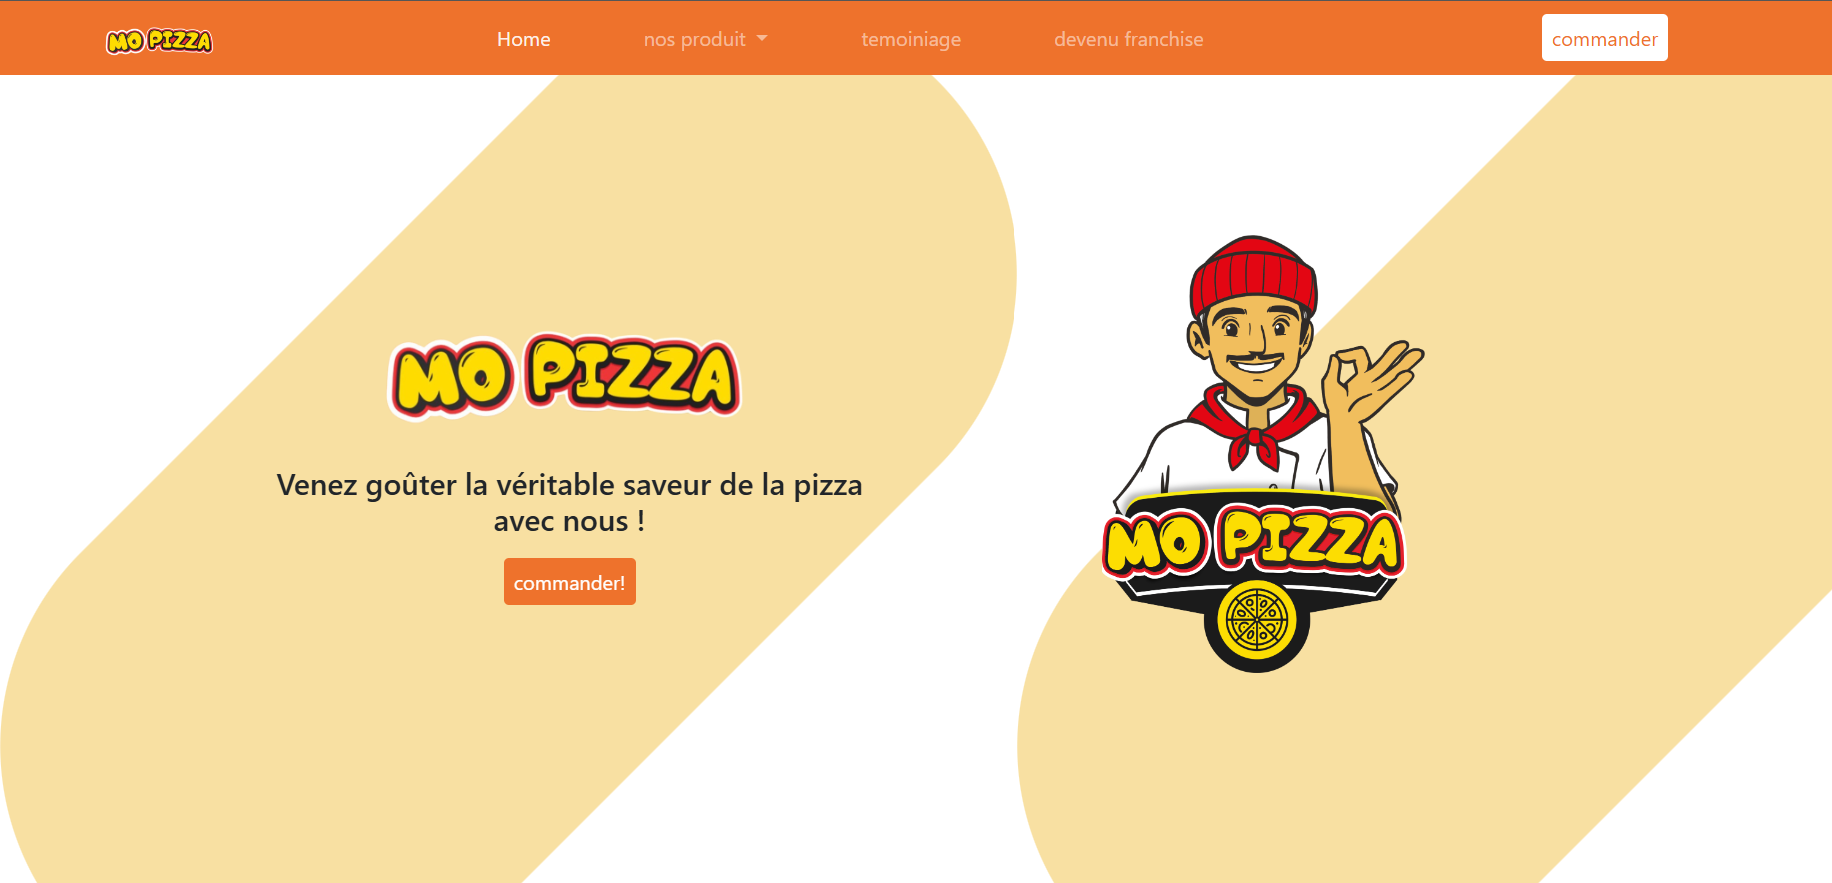 MO PIZZA
Home
nos produit
temoiniage
devenu franchise
commander
MO PIZZA
Venez goûter la véritable saveur de la pizza
avec nous !
commander!
MO PIZZA